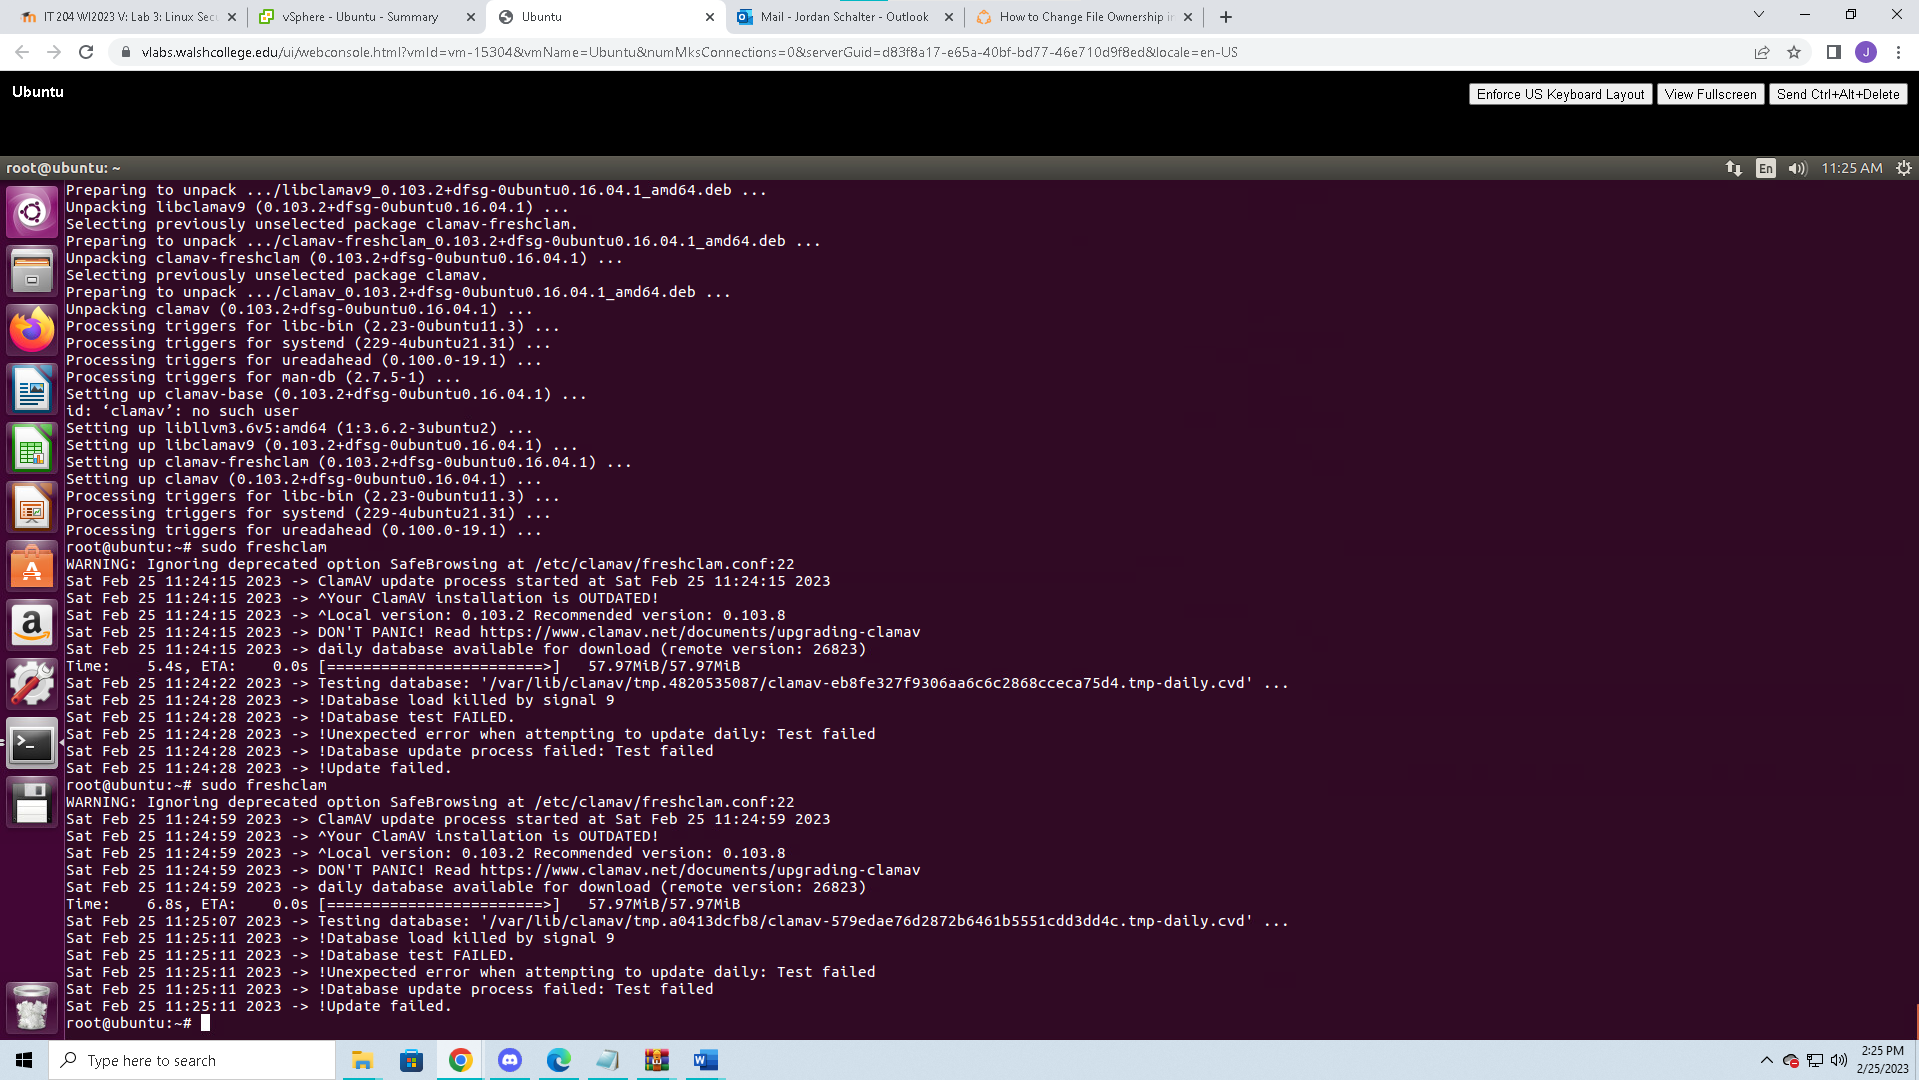 IT 204 WI2023 V: Lab 3: Linux Secu
vSphere - Ubuntu - Summary
Ubuntu
Mail - Jordan Schalter - Outlook
How to Change File Ownership in
vlabs.walshcollege.edu/ui/webconsole.html?vmId=vm-15304&vmName=Ubuntu&numMksConnections=0&serverGuid=d83f8a17-e65a-40bf-bd77-46e710d9f8ed&locale=en-US
J
Ubuntu
Enforce US Keyboard Layout
View Fullscreen
Send Ctrl+Alt+Delete
root@ubuntu: ~
En
11:25 AM
Preparing to unpack .../libclamav9_0.103.2+dfsg-0ubuntu0.16.04.1_amd64.deb ...
Unpacking libclamav9 (0.103.2+dfsg-0ubuntu0.16.04.1) ...
Selecting previously unselected package clamav-freshclam.
Preparing to unpack .../clamav-freshclam_0.103.2+dfsg-0ubuntu0.16.04.1_amd64.deb ...
Unpacking clamav-freshclam (0.103.2+dfsg-0ubuntu0.16.04.1) ...
Selecting previously unselected package clamav.
Preparing to unpack .../clamav_0.103.2+dfsg-0ubuntu0.16.04.1_amd64.deb ...
Unpacking clamav (0.103.2+dfsg-0ubuntu0.16.04.1) ...
Processing triggers for libc-bin (2.23-0ubuntu11.3) ...
Processing triggers for systemd (229-4ubuntu21.31) ...
Processing triggers for ureadahead (0.100.0-19.1) ...
Processing triggers for man-db (2.7.5-1) ...
Setting up clamav-base (0.103.2+dfsg-0ubuntu0.16.04.1) ...
id: ‘clamav’: no such user
Setting up libllvm3.6v5:amd64 (1:3.6.2-3ubuntu2) ...
Setting up libclamav9 (0.103.2+dfsg-0ubuntu0.16.04.1) ...
Setting up clamav-freshclam (0.103.2+dfsg-0ubuntu0.16.04.1) ...
Setting up clamav (0.103.2+dfsg-0ubuntu0.16.04.1) ...
Processing triggers for libc-bin (2.23-0ubuntu11.3) ...
Processing triggers for systemd (229-4ubuntu21.31) ...
Processing triggers for ureadahead (0.100.0-19.1) ...
root@ubuntu:~# sudo freshclam
WARNING: Ignoring deprecated option SafeBrowsing at /etc/clamav/freshclam.conf:22
Sat Feb 25 11:24:15 2023 -> ClamAV update process started at Sat Feb 25 11:24:15 2023
Sat Feb 25 11:24:15 2023 -> ^Your ClamAV installation is OUTDATED!
Sat Feb 25 11:24:15 2023 -> ^Local version: 0.103.2 Recommended version: 0.103.8
Sat Feb 25 11:24:15 2023 -> DON'T PANIC! Read https://www.clamav.net/documents/upgrading-clamav
Sat Feb 25 11:24:15 2023 -> daily database available for download (remote version: 26823)
Time:    5.4s, ETA:    0.0s [========================>]   57.97MiB/57.97MiB
Sat Feb 25 11:24:22 2023 -> Testing database: '/var/lib/clamav/tmp.4820535087/clamav-eb8fe327f9306aa6c6c2868cceca75d4.tmp-daily.cvd' ...
Sat Feb 25 11:24:28 2023 -> !Database load killed by signal 9
Sat Feb 25 11:24:28 2023 -> !Database test FAILED.
Sat Feb 25 11:24:28 2023 -> !Unexpected error when attempting to update daily: Test failed
Sat Feb 25 11:24:28 2023 -> !Database update process failed: Test failed
Sat Feb 25 11:24:28 2023 -> !Update failed.
root@ubuntu:~# sudo freshclam
WARNING: Ignoring deprecated option SafeBrowsing at /etc/clamav/freshclam.conf:22
Sat Feb 25 11:24:59 2023 -> ClamAV update process started at Sat Feb 25 11:24:59 2023
Sat Feb 25 11:24:59 2023 -> ^Your ClamAV installation is OUTDATED!
Sat Feb 25 11:24:59 2023 -> ^Local version: 0.103.2 Recommended version: 0.103.8
Sat Feb 25 11:24:59 2023 -> DON'T PANIC! Read https://www.clamav.net/documents/upgrading-clamav
Sat Feb 25 11:24:59 2023 -> daily database available for download (remote version: 26823)
Time:    6.8s, ETA:    0.0s [========================>]   57.97MiB/57.97MiB
Sat Feb 25 11:25:07 2023 -> Testing database: '/var/lib/clamav/tmp.a0413dcfb8/clamav-579edae76d2872b6461b5551cdd3dd4c.tmp-daily.cvd' ...
Sat Feb 25 11:25:11 2023 -> !Database load killed by signal 9
Sat Feb 25 11:25:11 2023 -> !Database test FAILED.
Sat Feb 25 11:25:11 2023 -> !Unexpected error when attempting to update daily: Test failed
Sat Feb 25 11:25:11 2023 -> !Database update process failed: Test failed
Sat Feb 25 11:25:11 2023 -> !Update failed.
root@ubuntu:~#
Type here to search
2:25 PM
2/25/2023